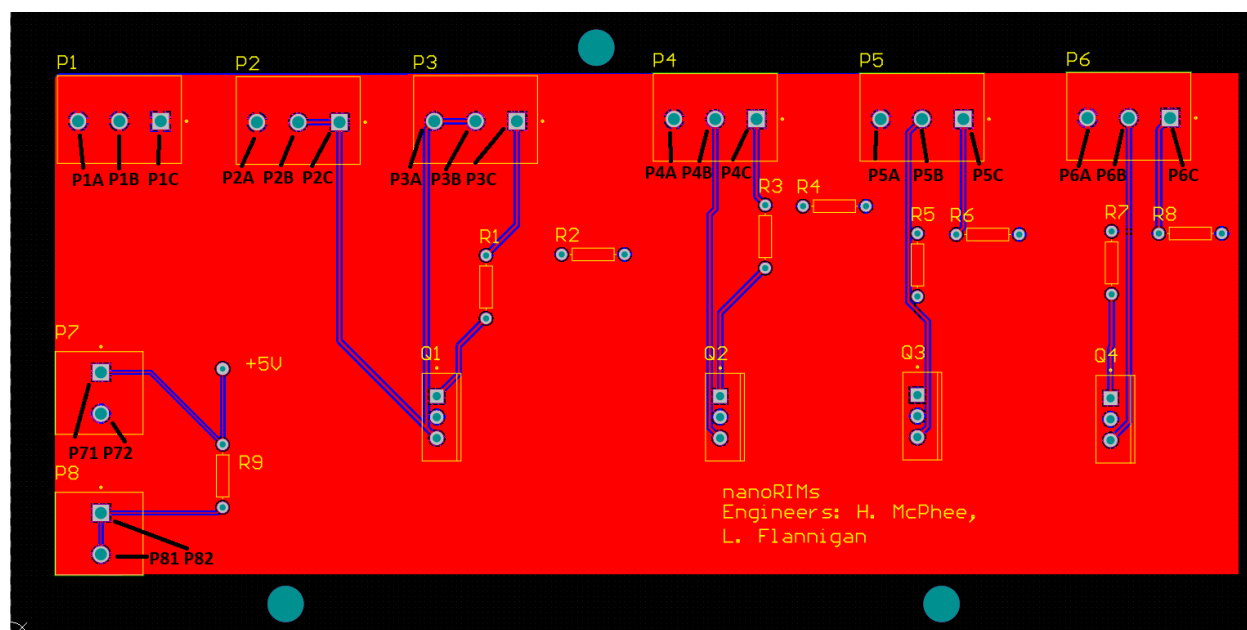 P1 P2 P3 P4 P5 P6
P1A P1B P1C P2A P2B P2C P3A P3B P3C P4A P4B P4C P5A P5B P5C P6A P6B P6C
R1 R2 R3 R4 R5 R6 R7 R8
P7 +5V Q1 Q2 Q3 Q4
P71 P72
P8 R9
nanoRIMs
Engineers: H. McPhee,
L. Flannigan
P81 P82